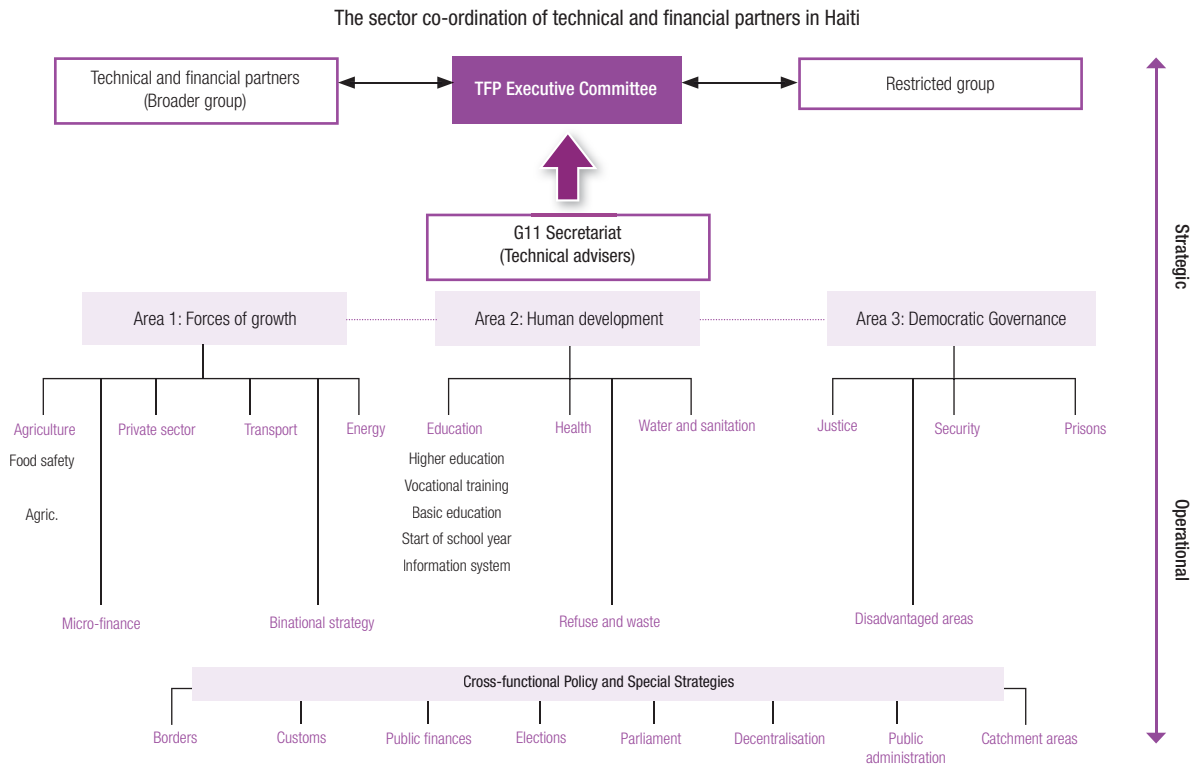 The sector co-ordination of technical and financial partners in Haiti
Technical and financial partners
(Broader group)
TFP Executive Committee
Restricted group
G11 Secretariat
(Technical advisers)
Strategic
Area 1: Forces of growth
Area 2: Human development
Area 3: Democratic Governance
Agriculture
Private sector
Transport
Energy
Education
Health
Water and sanitation
Justice
Security
Prisons
Food safety
Agric.
Higher education
Vocational training
Basic education
Start of school year
Information system
Operational
Micro-finance
Binational strategy
Refuse and waste
Disadvantaged areas
Cross-functional Policy and Special Strategies
Borders
Customs
Public finances
Elections
Parliament
Decentralisation
Public
administration
Catchment areas